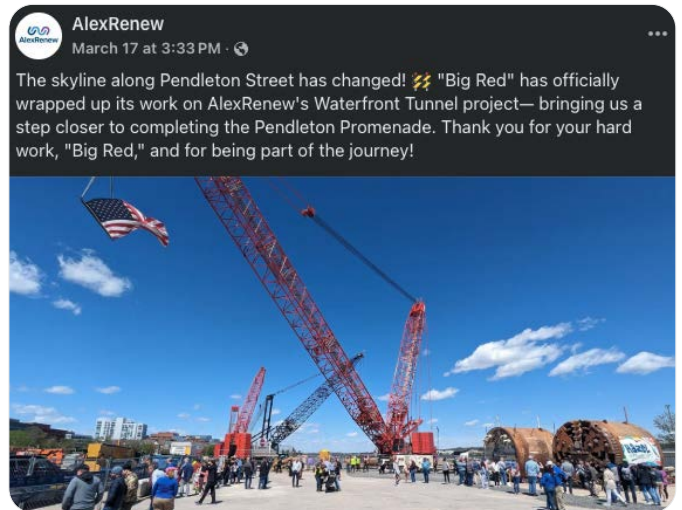 AlexRenew
AlexRenew
March 17 at 3:33 PM ·
The skyline along Pendleton Street has changed! 🚧 "Big Red" has officially
wrapped up its work on AlexRenew's Waterfront Tunnel project— bringing us a
step closer to completing the Pendleton Promenade. Thank you for your hard
work, "Big Red," and for being part of the journey!